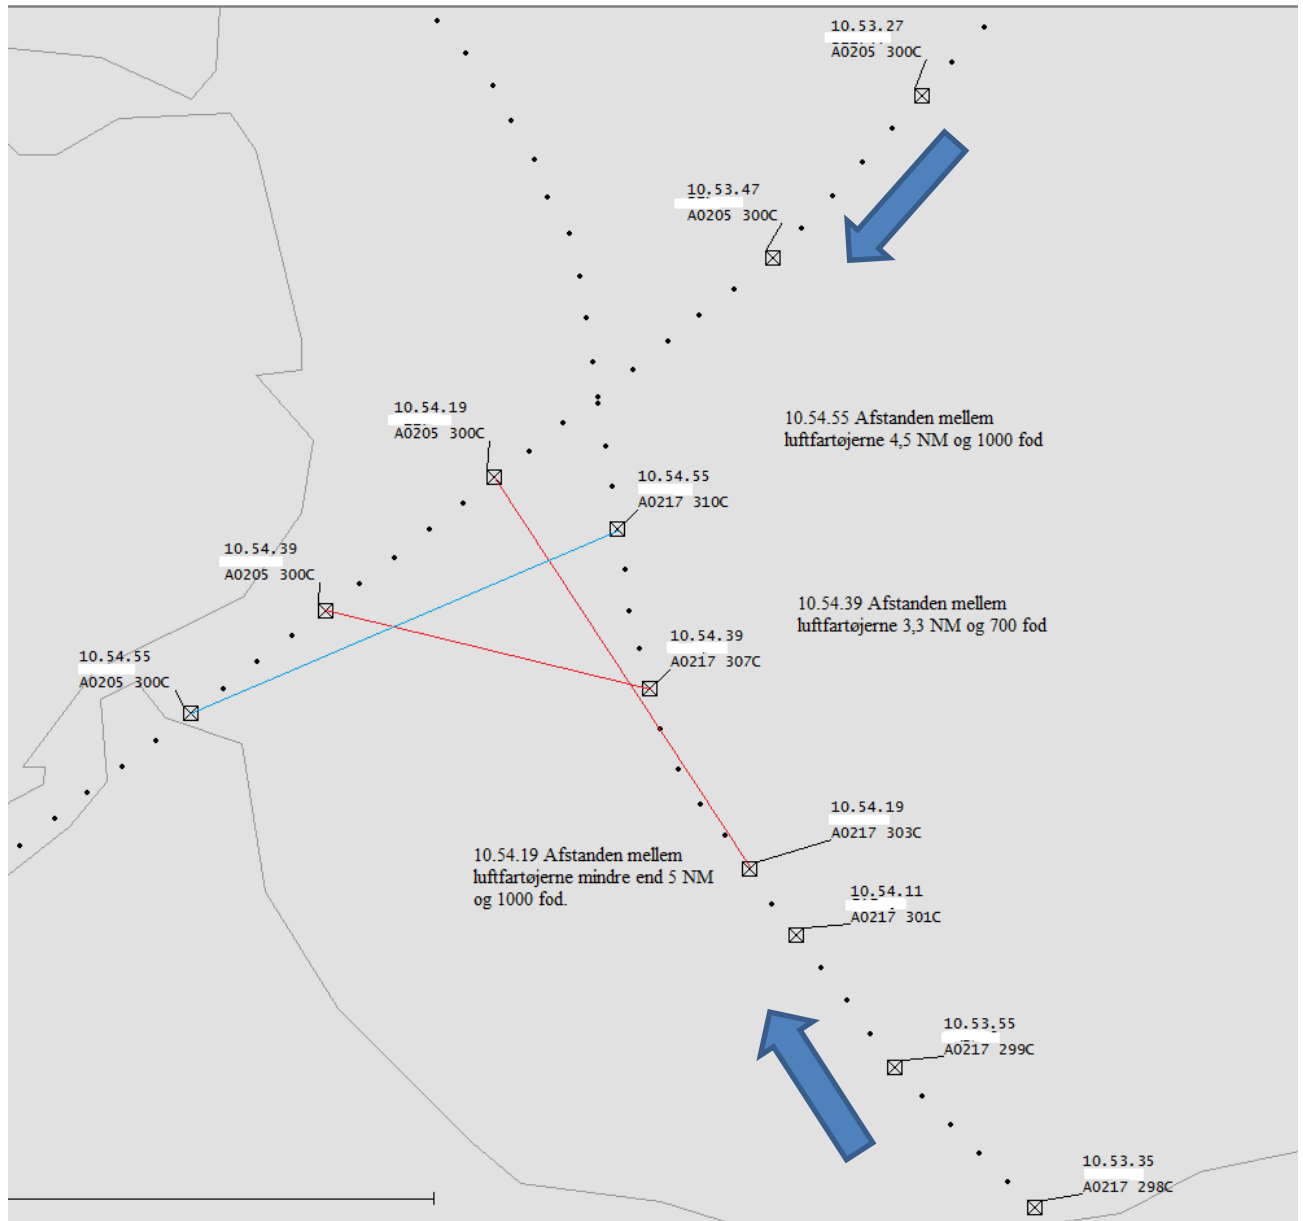 10.53.27
A0205 300C
10.53.47
A0205 300C
10.54.19
A0205 300C
10.54.55 Afstanden mellem
luftfartøjerne 4,5 NM og 1000 fod
10.54.55
A0217 310C
10.54.39
A0205 300C
10.54.39 Afstanden mellem
luftfartøjerne 3,3 NM og 700 fod
10.54.39
A0217 307C
10.54.55
A0205 300C
10.54.19
A0217 303C
10.54.19 Afstanden mellem
luftfartøjerne mindre end 5 NM
og 1000 fod.
10.54.11
A0217 301C
10.53.55
A0217 299C
10.53.35
A0217 298C